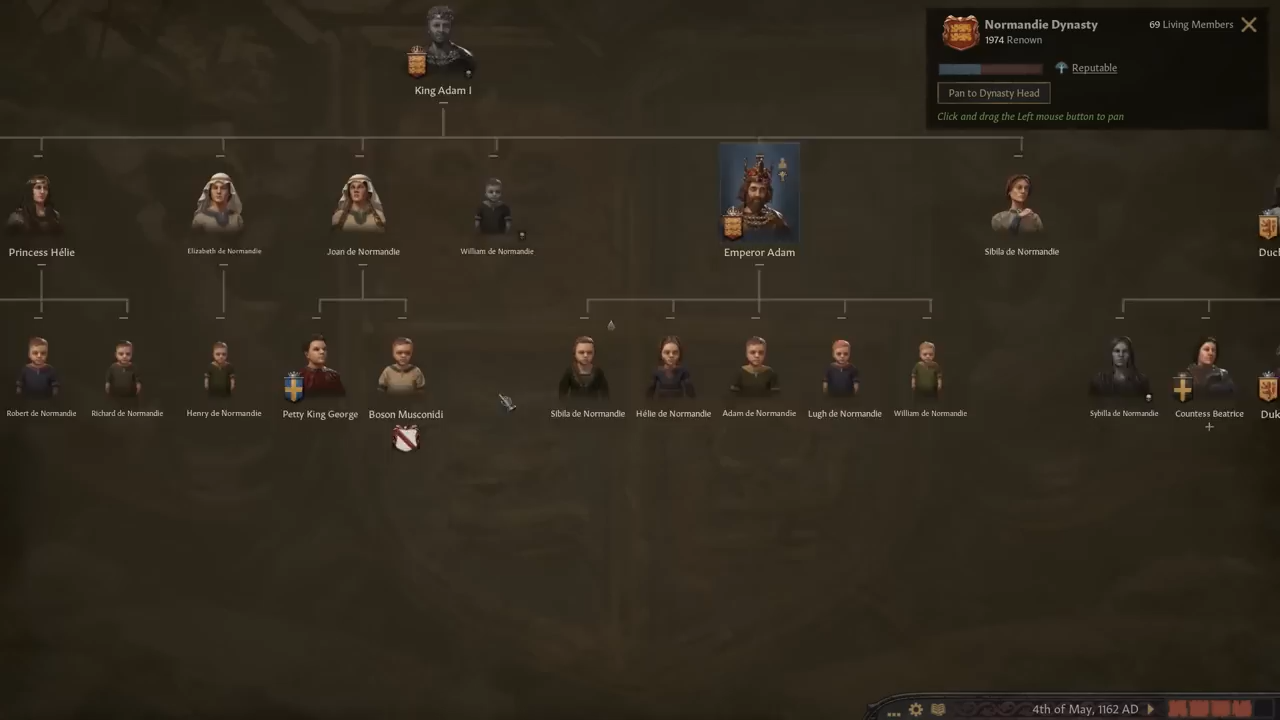 Normandie Dynasty
69 Living Members
1974 Renown
Reputable
Pan to Dynasty Head
Click and drag the Left mouse button to pan
King Adam I
Princess Hélie
Elizabeth de Normandie
Joan de Normandie
William de Normandie
Emperor Adam
Sibila de Normandie
Duch
Robert de Normandie
Richard de Normandie
Henry de Normandie
Petty King George
Boson Musconidi
Sibila de Normandie
Hélie de Normandie
Adam de Normandie
Lugh de Normandie
William de Normandie
Sybilla de Normandie
Countess Beatrice
Duk
4th of May, 1162 AD